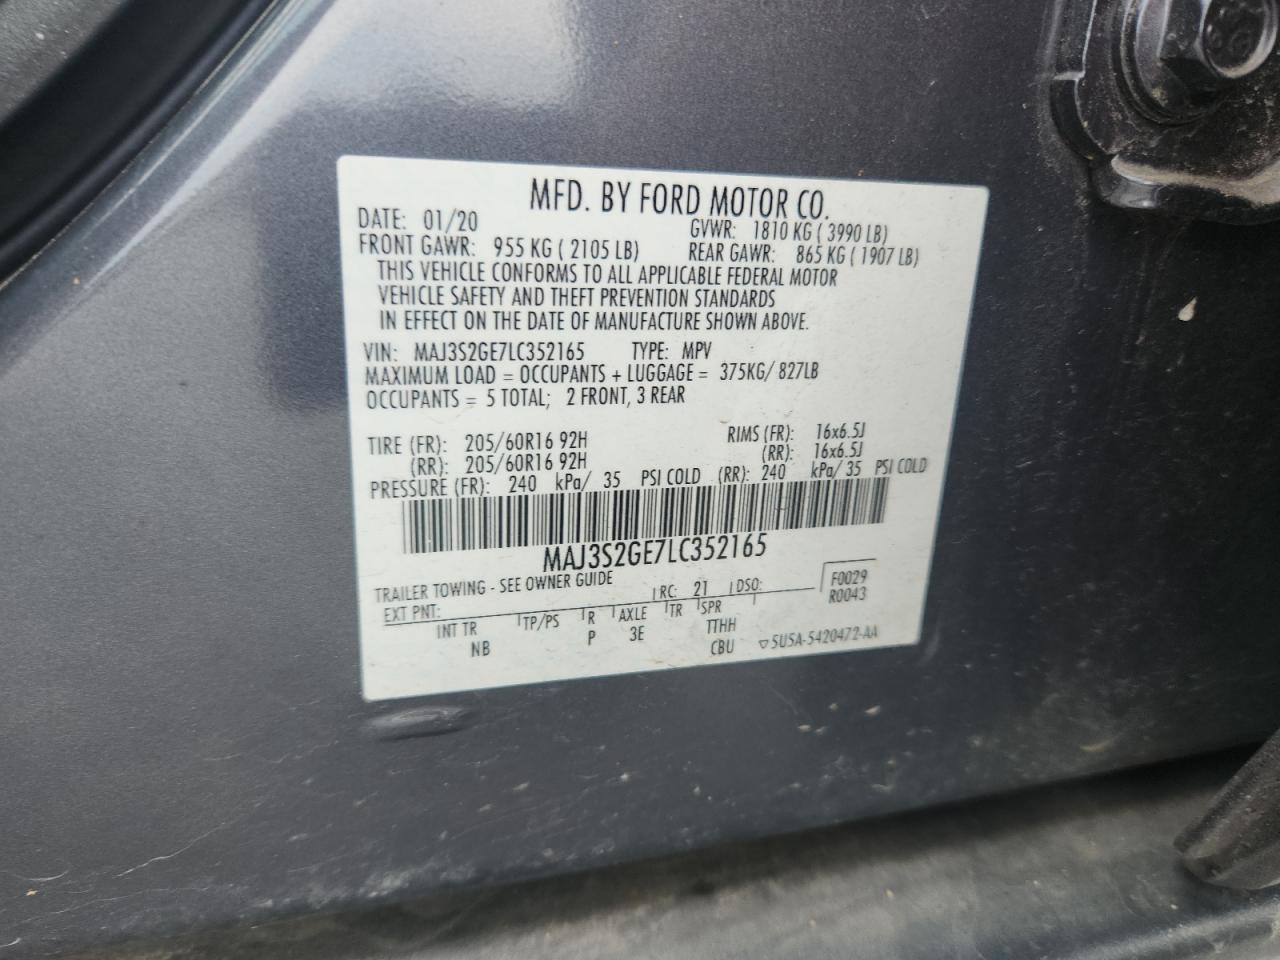 MFD. BY FORD MOTOR CO.
DATE: 01/20 GVWR: 1810 KG ( 3990 LB)
FRONT GAWR: 955 KG ( 2105 LB) REAR GAWR: 865 KG ( 1907 LB)
THIS VEHICLE CONFORMS TO ALL APPLICABLE FEDERAL MOTOR
VEHICLE SAFETY AND THEFT PREVENTION STANDARDS
IN EFFECT ON THE DATE OF MANUFACTURE SHOWN ABOVE.
VIN: MAJ3S2GE7LC352165 TYPE: MPV
MAXIMUM LOAD = OCCUPANTS + LUGGAGE = 375KG/ 827LB
OCCUPANTS = 5 TOTAL; 2 FRONT, 3 REAR
TIRE (FR): 205/60R16 92H RIMS (FR): 16x6.5J
(RR): 205/60R16 92H (RR): 16x6.5J
PRESSURE (FR): 240 kPa/ 35 PSI COLD (RR): 240 kPa/ 35 PSI COLD
MAJ3S2GE7LC352165
TRAILER TOWING - SEE OWNER GUIDE
EXT PNT: RC: 21 DSO: F0029
R0043
INT TR TP/PS R AXLE TR SPR
NB P 3E TTHH
CBU ▽5U5A-5420472-AA